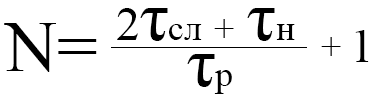 N = (2τсл + τн) / τр + 1